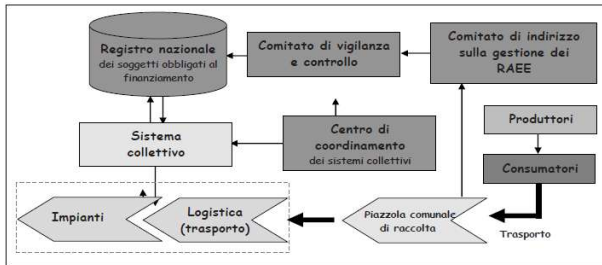 Registro nazionale
dei soggetti obbligati al
finanziamento
Comitato di vigilanza
e controllo
Comitato di indirizzo
sulla gestione dei
RAEE
Sistema
collettivo
Centro di
coordinamento
dei sistemi collettivi
Produttori
Consumatori
Impianti
Logistica
(trasporto)
Piazzola comunale
di raccolta
Trasporto